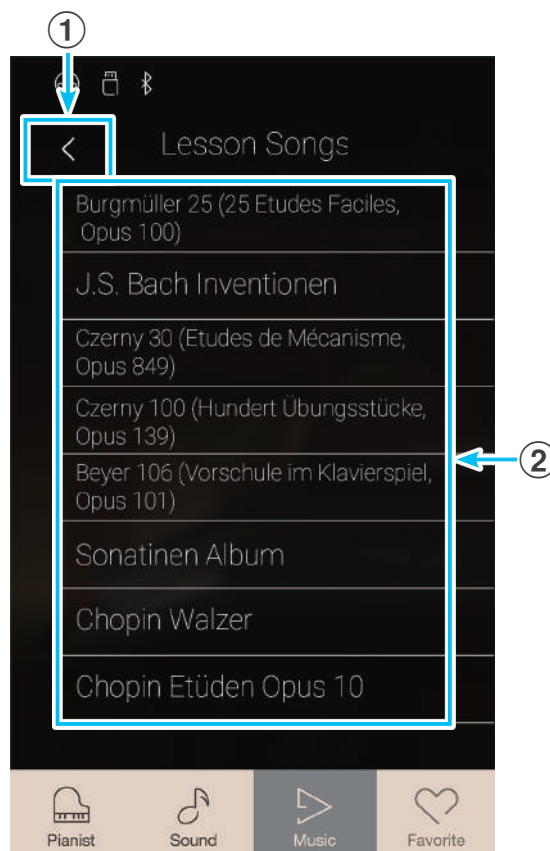 1
Lesson Songs
Burgmüller 25 (25 Etudes Faciles,
Opus 100)
J.S. Bach Inventionen
Czerny 30 (Etudes de Mécanisme,
Opus 849)
Czerny 100 (Hundert Übungsstücke,
Opus 139)
Beyer 106 (Vorschule im Klavierspiel,
Opus 101)
2
Sonatinen Album
Chopin Walzer
Chopin Etüden Opus 10
Pianist Sound Music Favorite